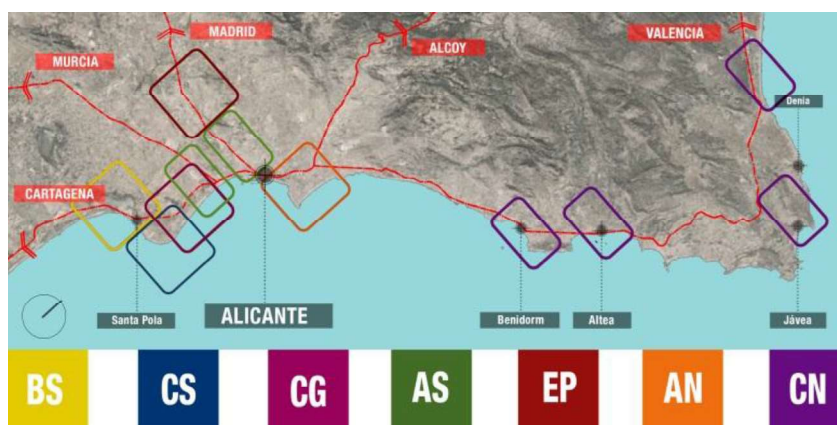 MADRID
VALENCIA
ALCOY
MURCIA
Denia
CARTAGENA
Santa Pola
ALICANTE
Benidorm
Altea
Jávea
BS
CS
CG
AS
EP
AN
CN